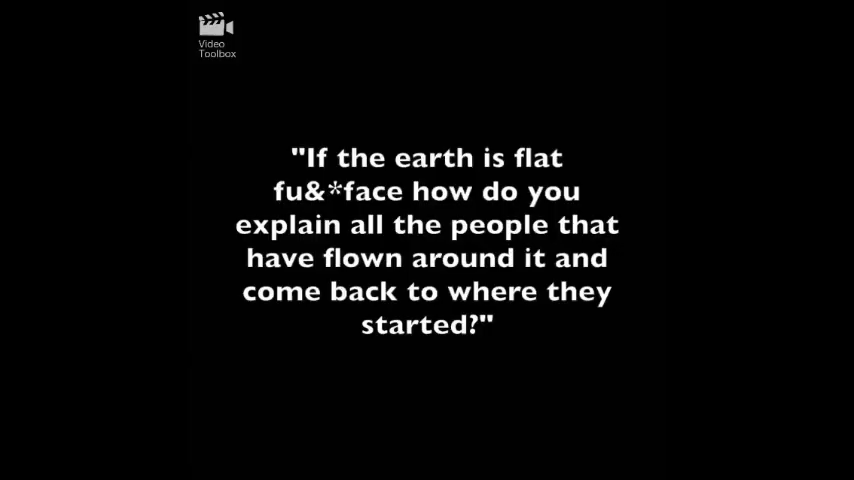 Video
Toolbox
"If the earth is flat
fu&*face how do you
explain all the people that
have flown around it and
come back to where they
started?"